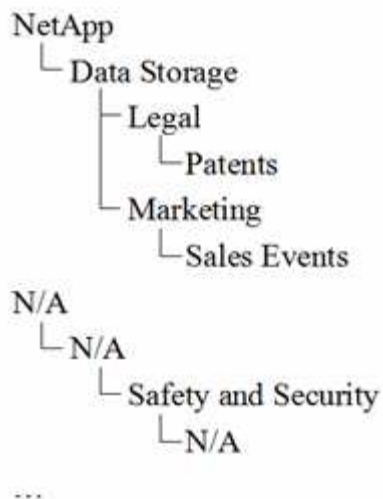 NetApp
Data Storage
Legal
Patents
Marketing
Sales Events
N/A
N/A
Safety and Security
N/A
...